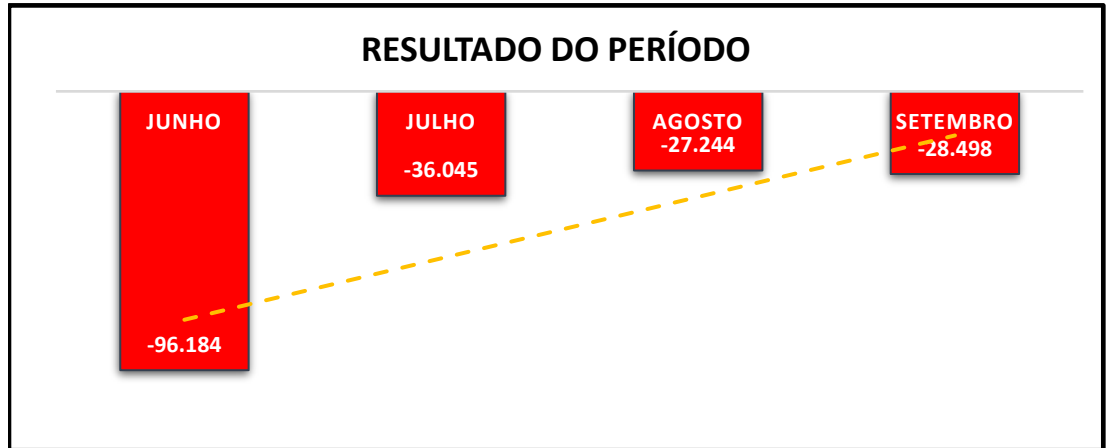 RESULTADO DO PERÍODO
JUNHO
-96.184
JULHO
-36.045
AGOSTO
-27.244
SETEMBRO
-28.498